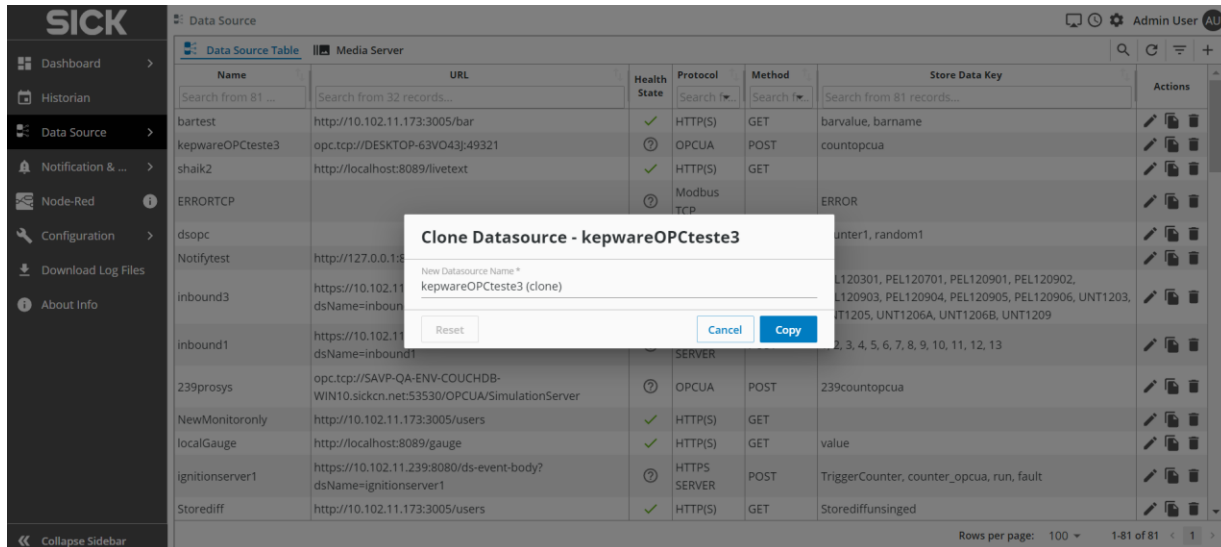 SICK
Data Source
Admin User AU
Dashboard
Historian
Data Source
Notification & ...
Node-Red
Configuration
Download Log Files
About Info
Collapse Sidebar
Data Source Table Media Server
Name URL Health State Protocol Method Store Data Key Actions
Search from 81 ... Search from 32 records... Search f... Search f... Search from 81 records...
bartest http://10.102.11.173:3005/bar HTTP(S) GET barvalue, barname
kepwareOPCteste3 opc.tcp://DESKTOP-63VO43J:49321 OPCUA POST countopcua
shaik2 http://localhost:8089/livetext HTTP(S) GET
ERRORTCP Modbus TCP ERROR
dsopc unter1, random1
Notifytest http://127.0.0.1:8
inbound3 https://10.102.11
dsName=inboun
L120301, PEL120701, PEL120901, PEL120902,
L120903, PEL120904, PEL120905, PEL120906, UNT1203,
NT1205, UNT1206A, UNT1206B, UNT1209
inbound1 https://10.102.11
dsName=inbound1 SERVER
2, 3, 4, 5, 6, 7, 8, 9, 10, 11, 12, 13
Clone Datasource - kepwareOPCteste3
New Datasource Name *
kepwareOPCteste3 (clone)
Reset Cancel Copy
239prosys opc.tcp://SAVP-QA-ENV-COUCHDB-
WIN10.sickcn.net:53530/OPCUA/SimulationServer OPCUA POST 239countopcua
NewMonitoronly http://10.102.11.173:3005/users HTTP(S) GET
localGauge http://localhost:8089/gauge HTTP(S) GET value
ignitionserver1 https://10.102.11.239:8080/ds-event-body?
dsName=ignitionserver1 HTTPS SERVER POST TriggerCounter, counter_opcua, run, fault
Storediff http://10.102.11.173:3005/users HTTP(S) GET Storediffunsinged
Rows per page: 100 1-81 of 81 1